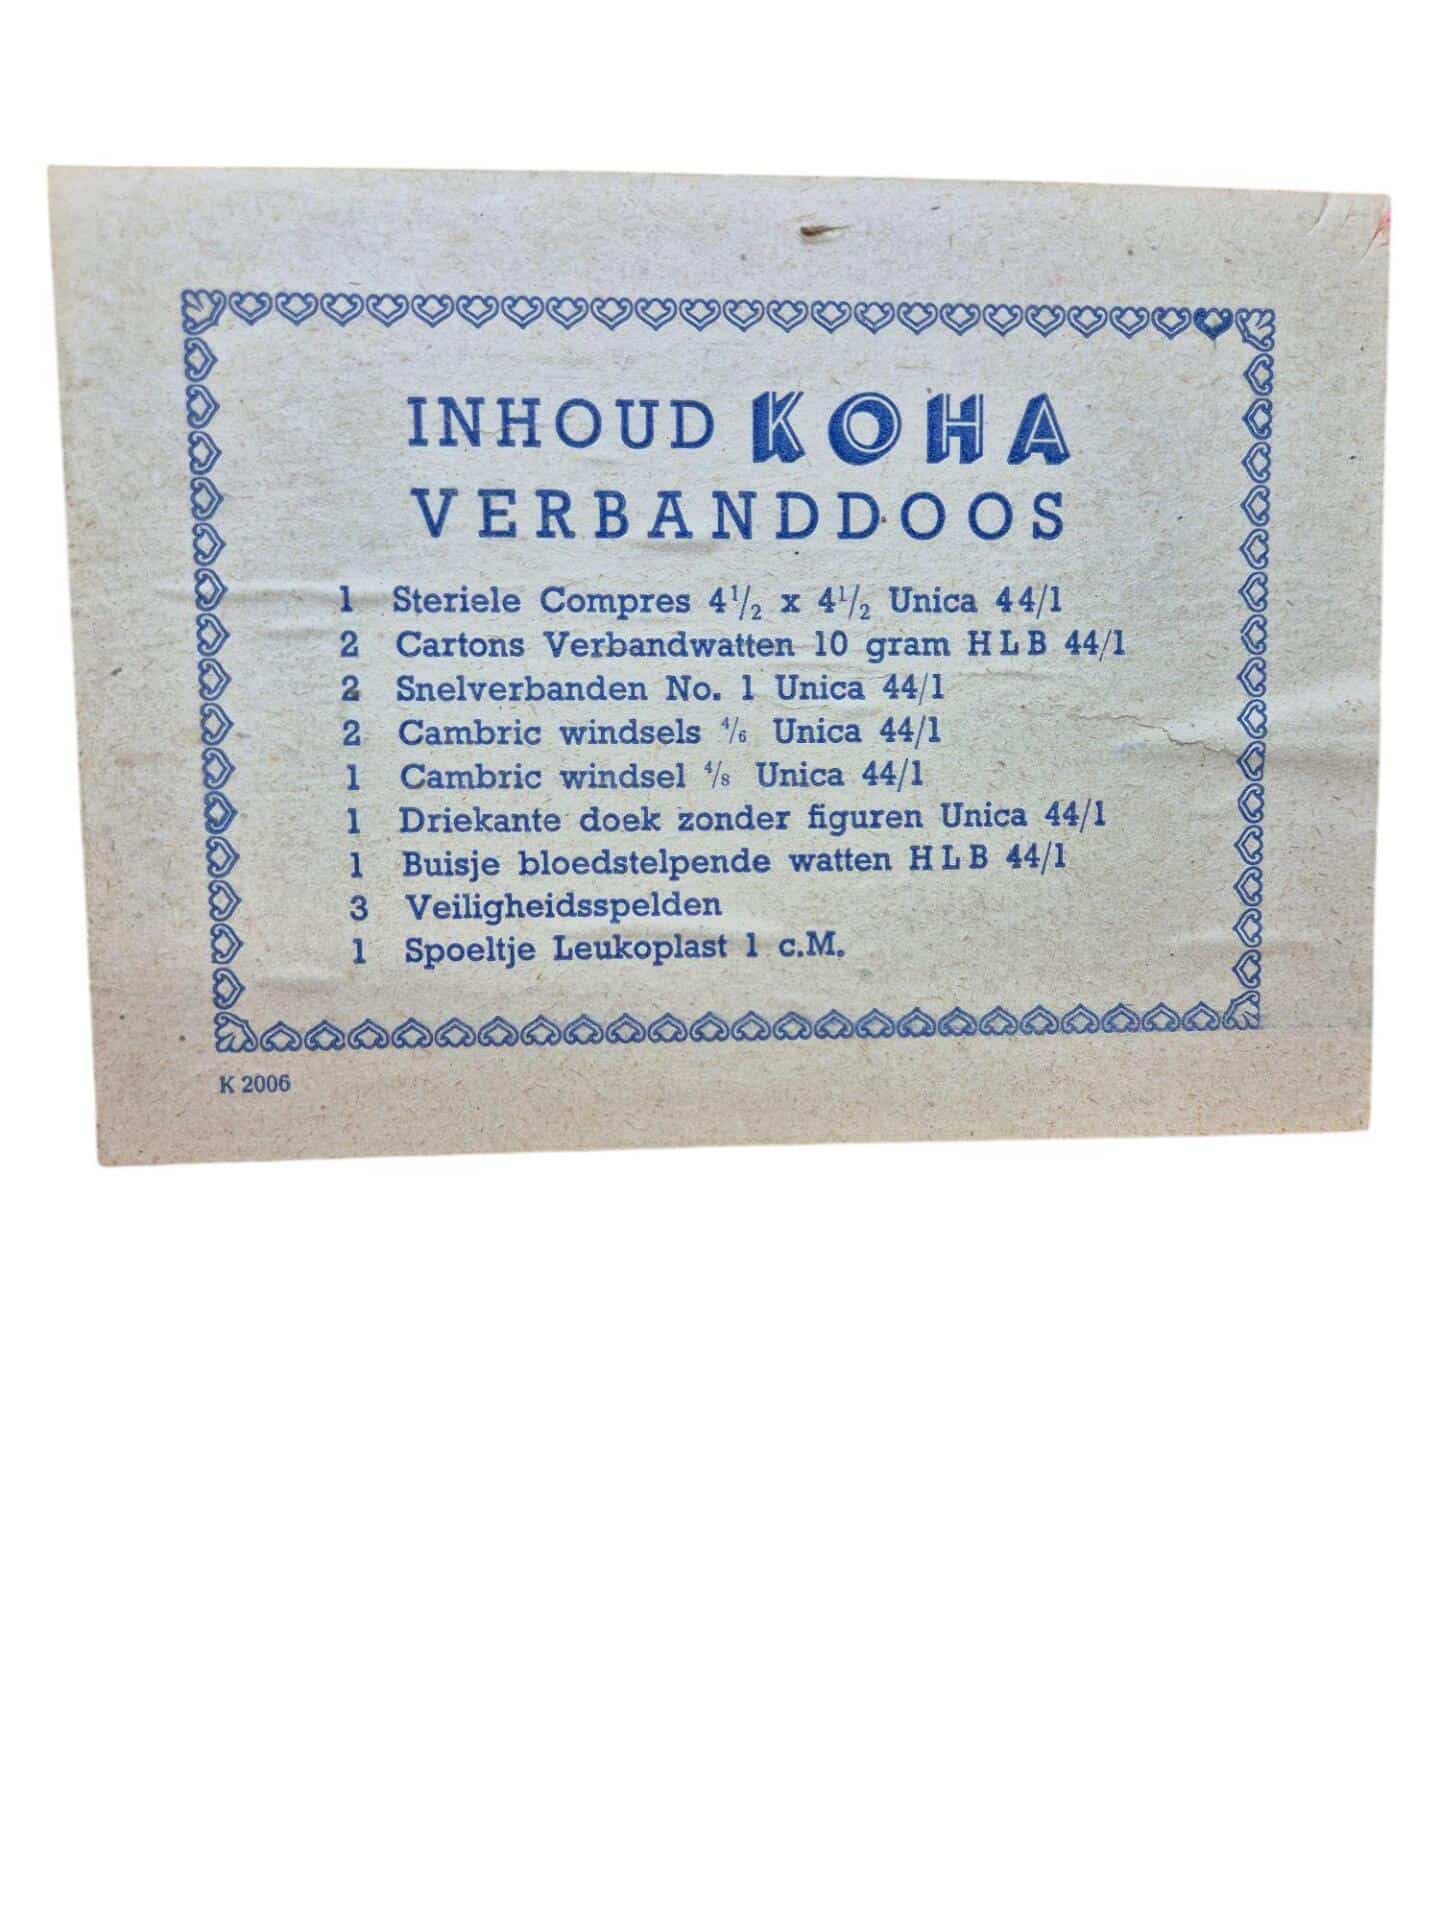 INHOUD KOHA
VERBANDDOOS
1 Steriele Compres 4½ x 4½ Unica 44/1
2 Cartons Verbandwatten 10 gram HLB 44/1
2 Snelverbanden No. 1 Unica 44/1
2 Cambric windsels 4/6 Unica 44/1
1 Cambric windsel 4/8 Unica 44/1
1 Driekante doek zonder figuren Unica 44/1
1 Buisje bloedstelpende watten HLB 44/1
3 Veiligheidsspelden
1 Spoeltje Leukoplast 1 c.M.
K 2006